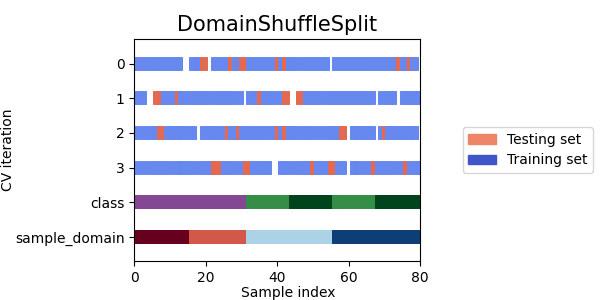 DomainShuffleSplit
0
1
2
3
class
sample_domain
CV iteration
0 20 40 60 80
Sample index
Testing set
Training set